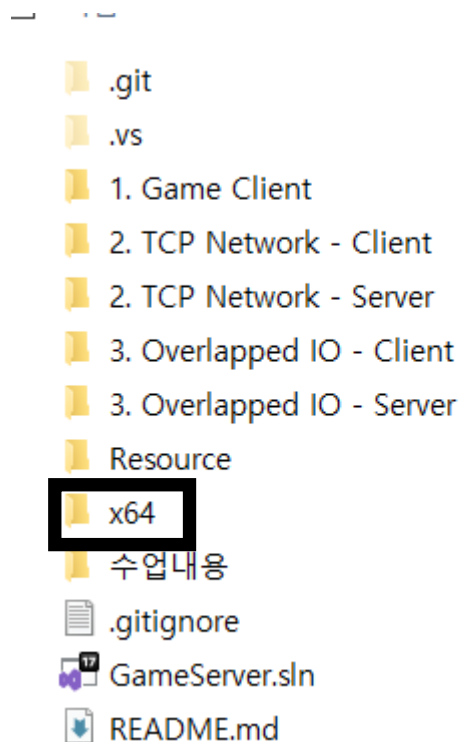 .git
.vs
1. Game Client
2. TCP Network - Client
2. TCP Network - Server
3. Overlapped IO - Client
3. Overlapped IO - Server
Resource
x64
수업내용
.gitignore
17
GameServer.sln
README.md